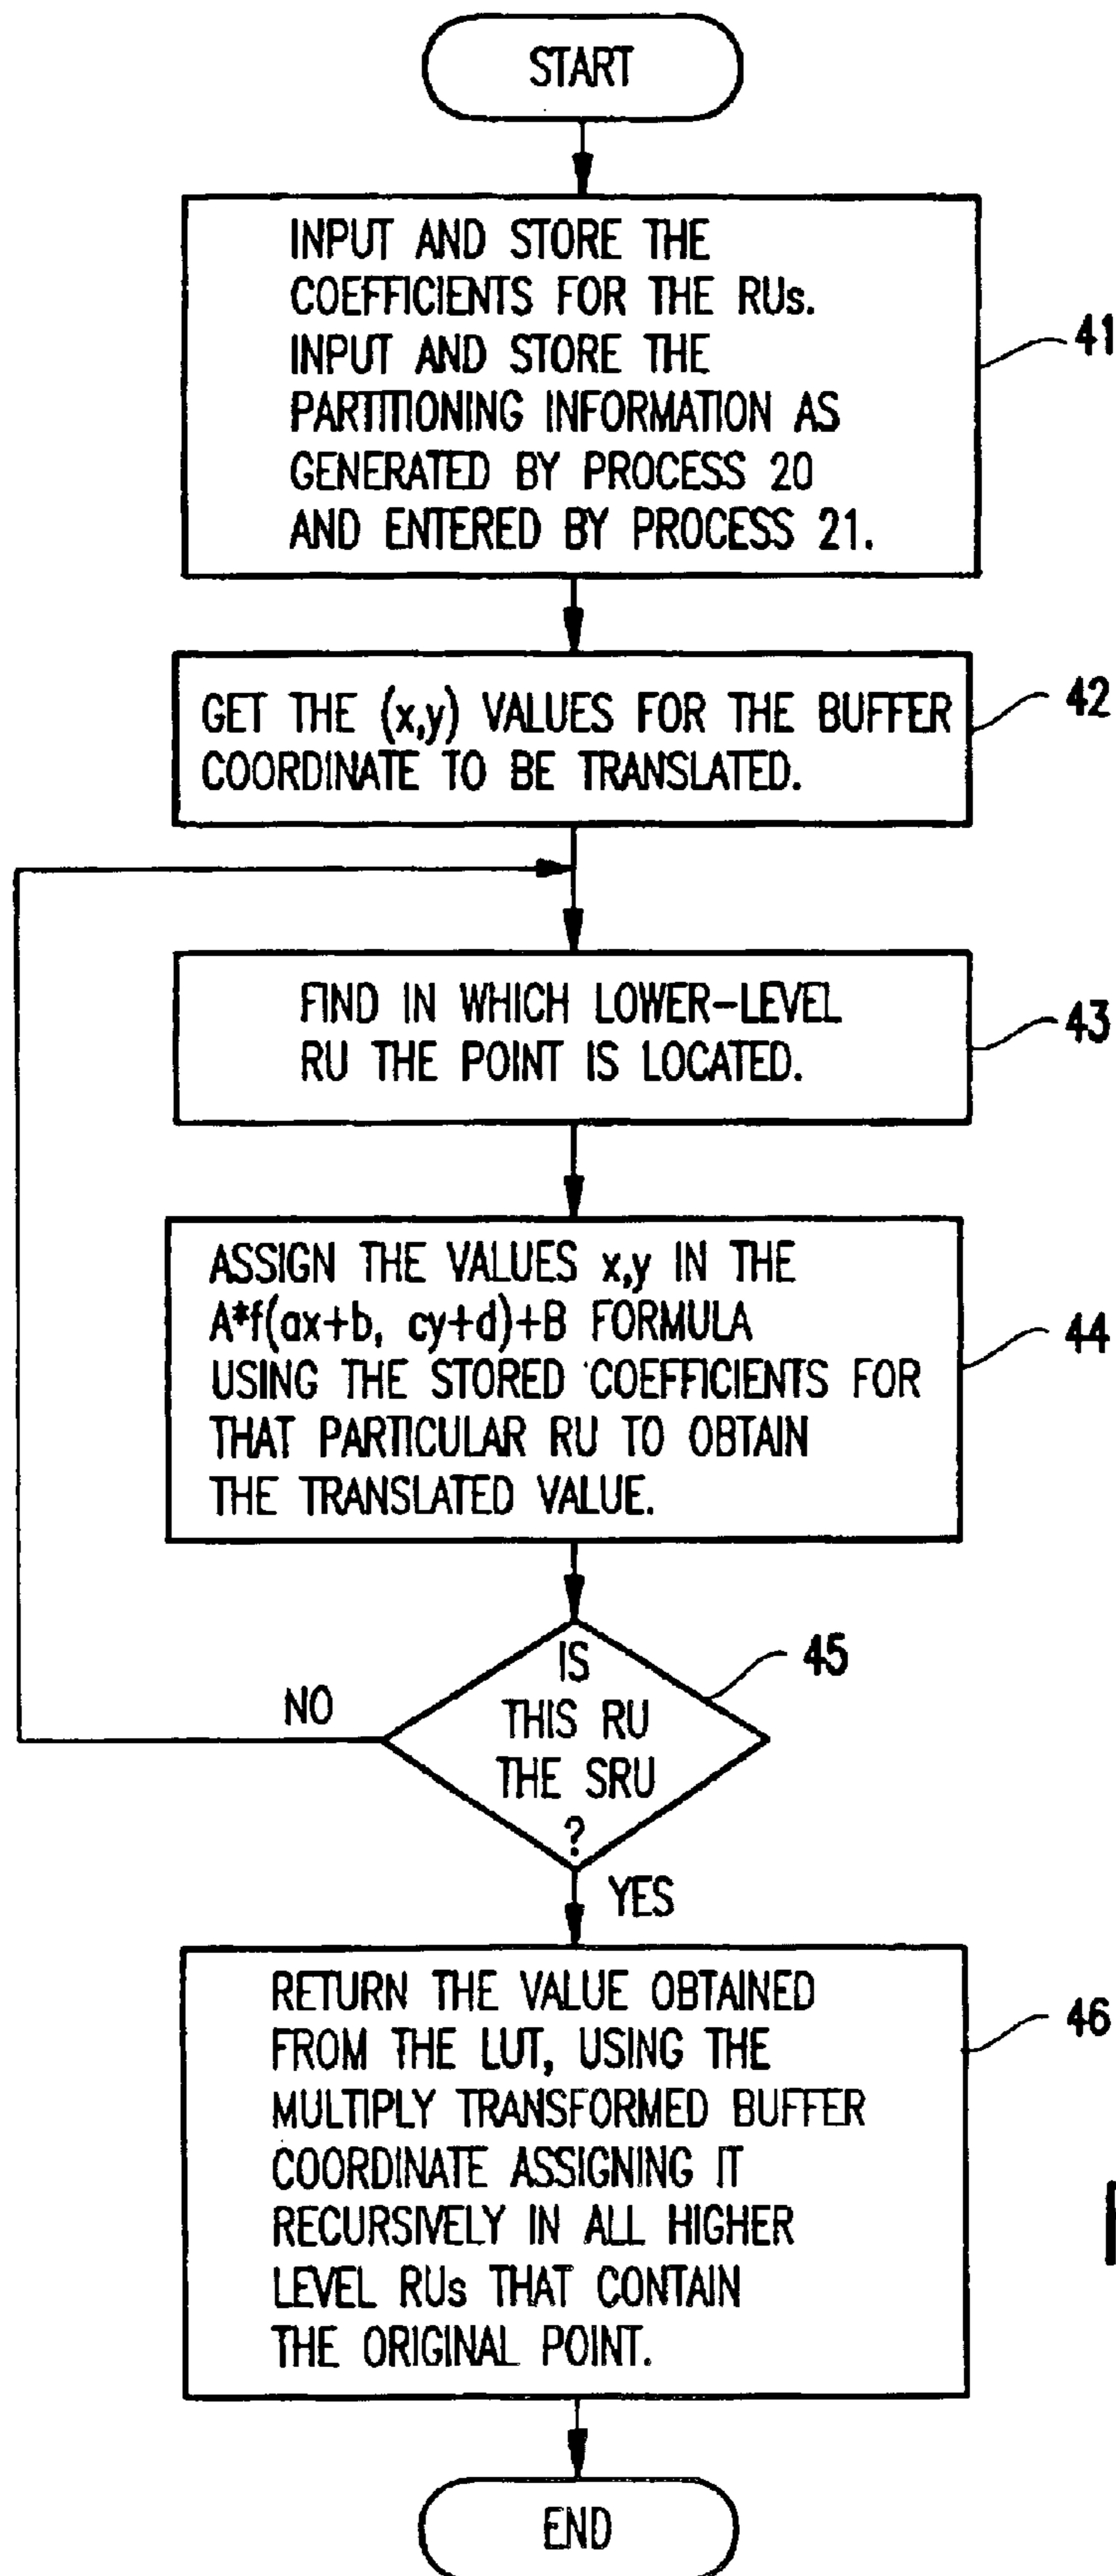 START
INPUT AND STORE THE
COEFFICIENTS FOR THE RUs.
INPUT AND STORE THE
PARTITIONING INFORMATION AS
GENERATED BY PROCESS 20
AND ENTERED BY PROCESS 21.
41
GET THE (x,y) VALUES FOR THE BUFFER
COORDINATE TO BE TRANSLATED.
42
FIND IN WHICH LOWER-LEVEL
RU THE POINT IS LOCATED.
43
ASSIGN THE VALUES x,y IN THE
A*f(ax+b, cy+d)+B FORMULA
USING THE STORED COEFFICIENTS FOR
THAT PARTICULAR RU TO OBTAIN
THE TRANSLATED VALUE.
44
IS
THIS RU
THE SRU
?
45
NO
YES
RETURN THE VALUE OBTAINED
FROM THE LUT, USING THE
MULTIPLY TRANSFORMED BUFFER
COORDINATE ASSIGNING IT
RECURSIVELY IN ALL HIGHER
LEVEL RUs THAT CONTAIN
THE ORIGINAL POINT.
46
END